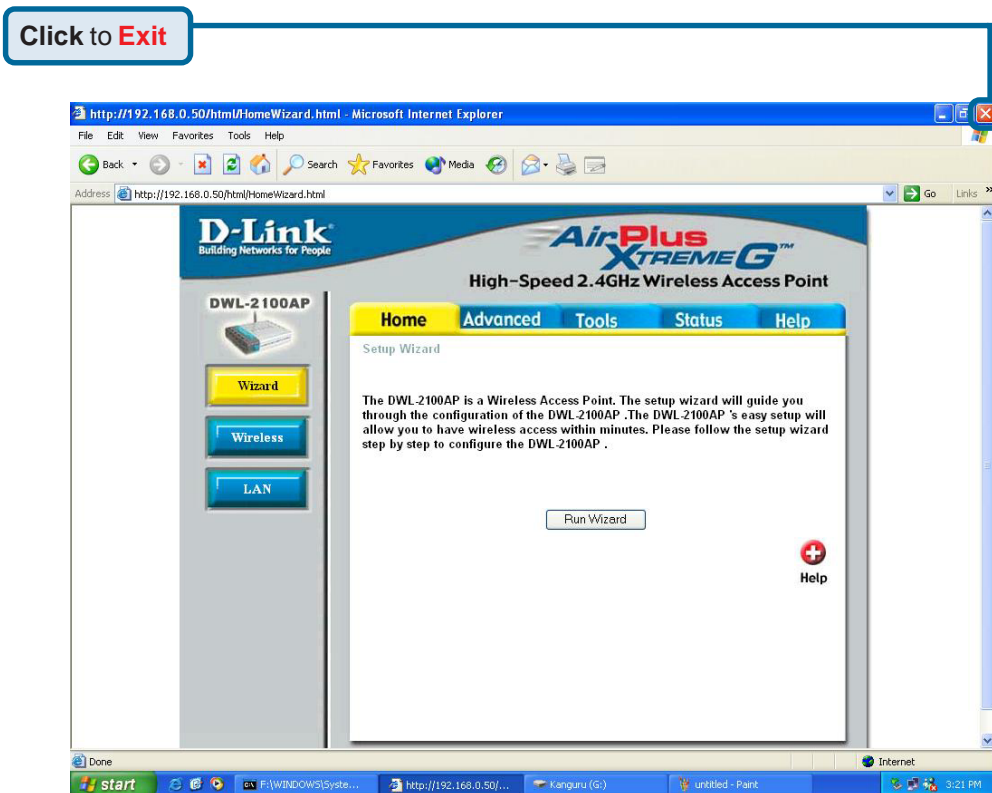 Click to Exit
http://192.168.0.50/html/HomeWizard.html - Microsoft Internet Explorer
File Edit View Favorites Tools Help
Back Search Favorites Media
Address http://192.168.0.50/html/HomeWizard.html Go Links »
D-Link
Building Networks for People
AirPlus
XTREME G™
High-Speed 2.4GHz Wireless Access Point
DWL-2100AP
Home Advanced Tools Status Help
Setup Wizard
Wizard
The DWL-2100AP is a Wireless Access Point. The setup wizard will guide you
through the configuration of the DWL-2100AP .The DWL-2100AP 's easy setup will
allow you to have wireless access within minutes. Please follow the setup wizard
step by step to configure the DWL-2100AP .
Wireless
LAN
Run Wizard
Help
Done Internet
start F:\WINDOWS\Syste... http://192.168.0.50/... Kanguru (G:) untitled - Paint 3:21 PM